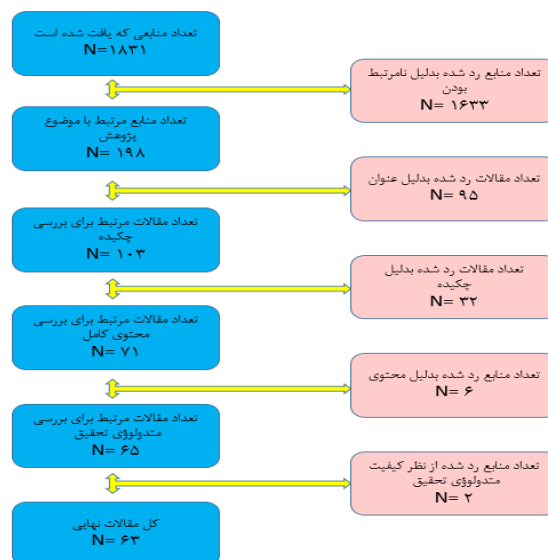 تعداد منابعی که یافت شده است
N=۱۸۳۱
تعداد منابع رد شده بدلیل نامرتبط
بودن
N= ۱۶۳۳
تعداد منابع مرتبط با موضوع
پژوهش
N= ۱۹۸
تعداد مقالات رد شده بدلیل عنوان
N= ۹۵
تعداد مقالات مرتبط برای بررسی
چکیده
N= ۱۰۳
تعداد مقالات رد شده بدلیل
چکیده
N= ۳۲
تعداد مقالات مرتبط برای بررسی
محتوی کامل
N= ۷۱
تعداد منابع رد شده بدلیل محتوی
N= ۶
تعداد مقالات مرتبط برای بررسی
متدولوژی تحقیق
N= ۶۵
تعداد منابع رد شده از نظر کیفیت
متدولوژی تحقیق
N= ۲
کل مقالات نهایی
N= ۶۳